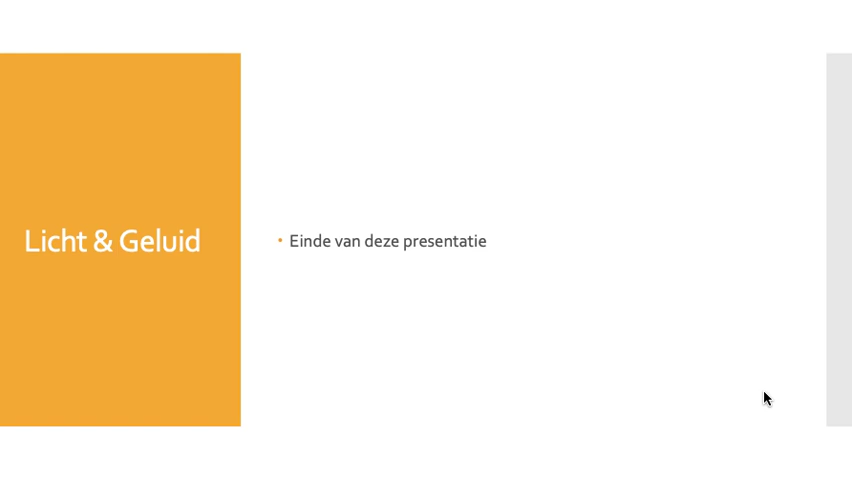 Licht & Geluid
• Einde van deze presentatie